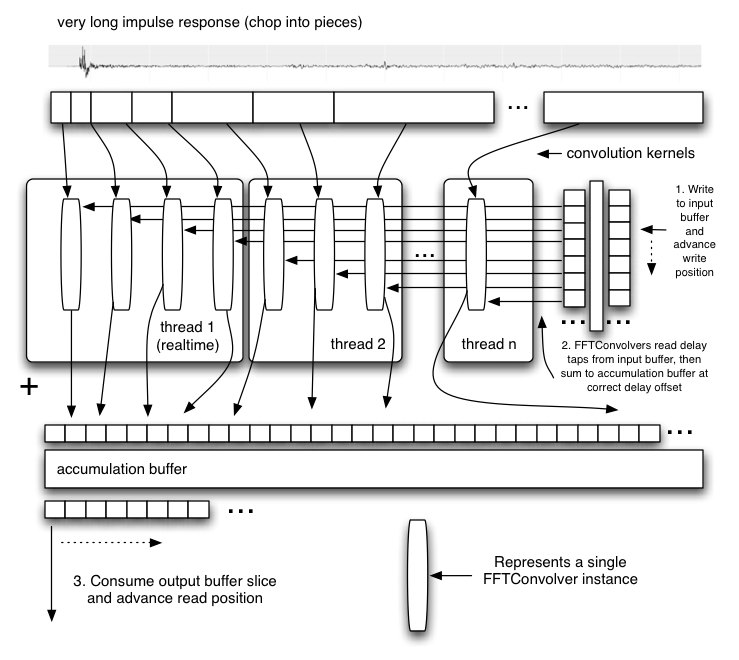 very long impulse response (chop into pieces)
...
convolution kernels
1. Write
to input
buffer
and
advance
write
position
...
thread 1
(realtime)
thread 2
thread n
... ...
2. FFTConvolvers read delay
taps from input buffer, then
sum to accumulation buffer at
correct delay offset
+
...
accumulation buffer
...
3. Consume output buffer slice
and advance read position
Represents a single
FFTConvolver instance